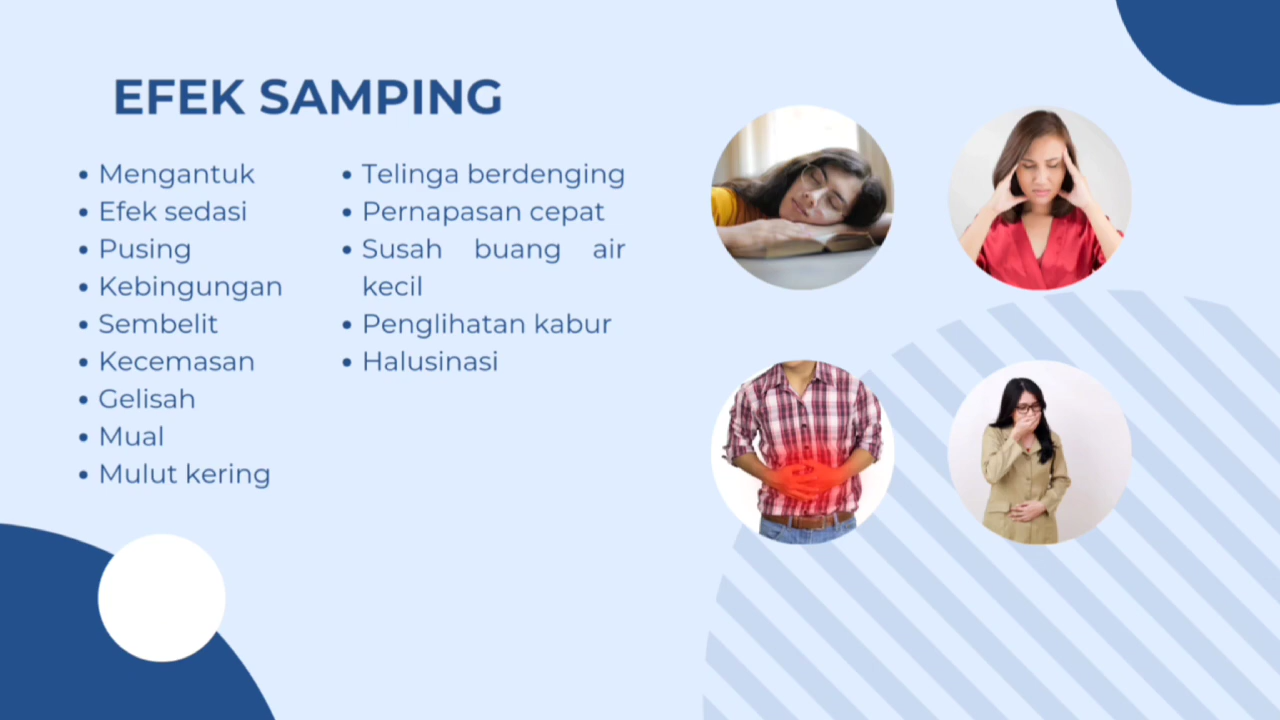 EFEK SAMPING
• Mengantuk
• Efek sedasi
• Pusing
• Kebingungan
• Sembelit
• Kecemasan
• Gelisah
• Mual
• Mulut kering
• Telinga berdenging
• Pernapasan cepat
• Susah buang air
kecil
• Penglihatan kabur
• Halusinasi